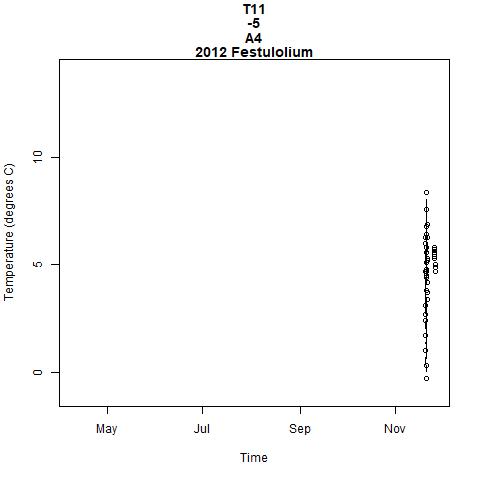 T11
-5
A4
2012 Festulolium
Temperature (degrees C)
10
5
0
May Jul Sep Nov
Time